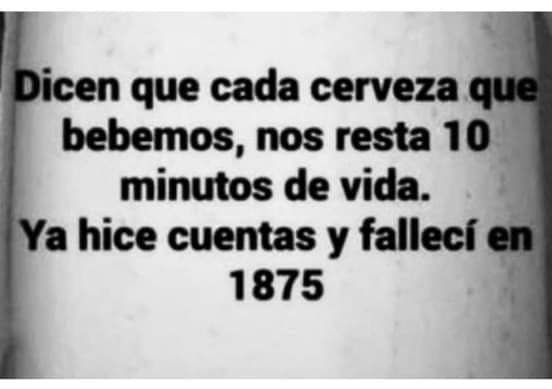 Dicen que cada cerveza que
bebemos, nos resta 10
minutos de vida.
Ya hice cuentas y fallecí en
1875